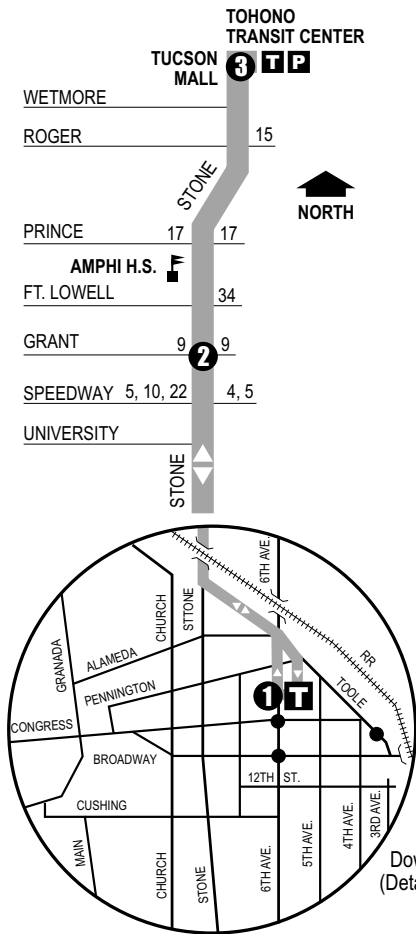 TOHONO
TRANSIT CENTER
TUCSON
MALL
3 T P
WETMORE
ROGER 15
STONE
NORTH
PRINCE 17 17
AMPHI H.S.
FT. LOWELL 34
GRANT 9 2 9
SPEEDWAY 5, 10, 22 4, 5
UNIVERSITY
STONE
6TH AVE.
CHURCH
STTONE
GRANADA
ALAMEDA
RR
PENNINGTON
TOOLE
1 T
CONGRESS
BROADWAY
12TH ST.
CUSHING
MAIN
CHURCH
STONE
6TH AVE.
5TH AVE.
4TH AVE.
3RD AVE.
Dow
(Deta